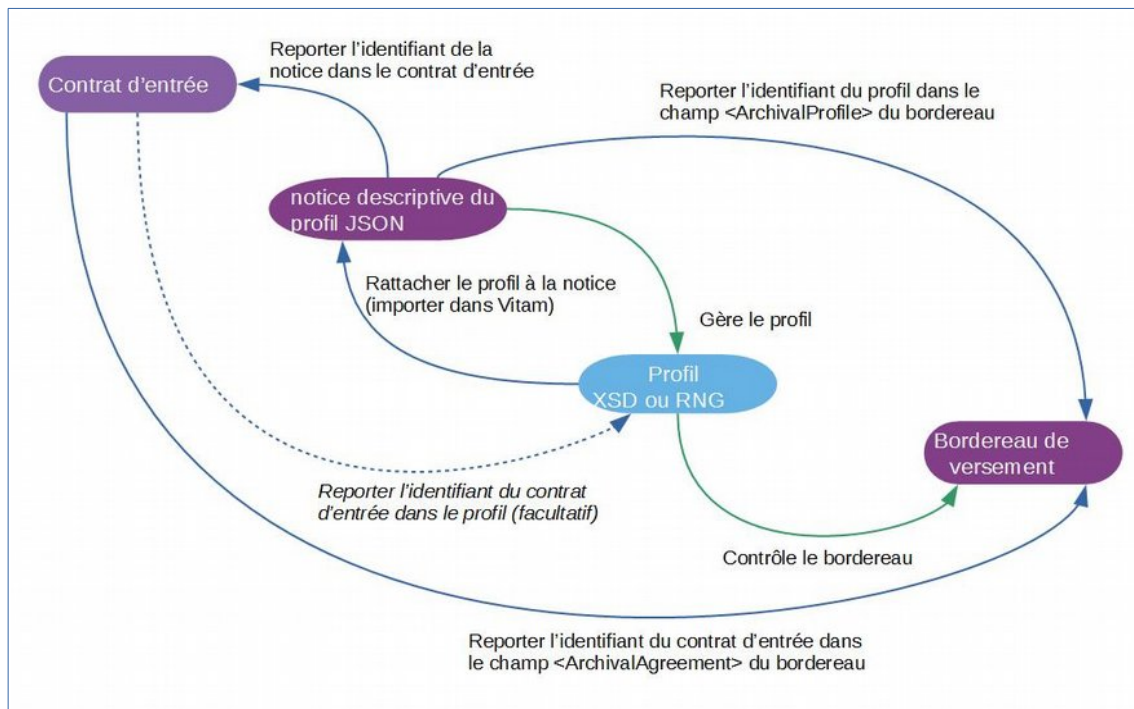 Reporter l'identifiant de la
notice dans le contrat d'entrée
Contrat d'entrée
Reporter l'identifiant du profil dans le
champ <ArchivalProfile> du bordereau
notice descriptive du
profil JSON
Rattacher le profil à la notice
(importer dans Vitam)
Gère le profil
Profil
XSD ou RNG
Bordereau de
versement
Reporter l'identifiant du contrat
d'entrée dans le profil (facultatif)
Contrôle le bordereau
Reporter l'identifiant du contrat d'entrée dans
le champ <ArchivalAgreement> du bordereau